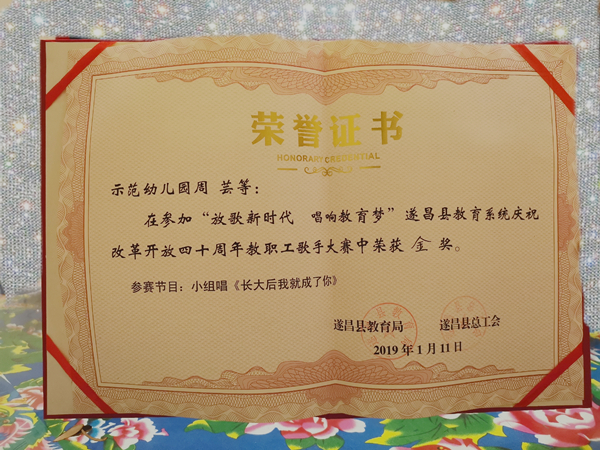 荣誉证书
HONORARY CREDENTIAL
示范幼儿园周 芸等：
在参加“放歌新时代 唱响教育梦”遂昌县教育系统庆祝
改革开放四十周年教职工歌手大赛中荣获 金 奖。
参赛节目：小组唱《长大后我就成了你》
遂昌县教育局 遂昌县总工会
2019 年 1 月 11 日